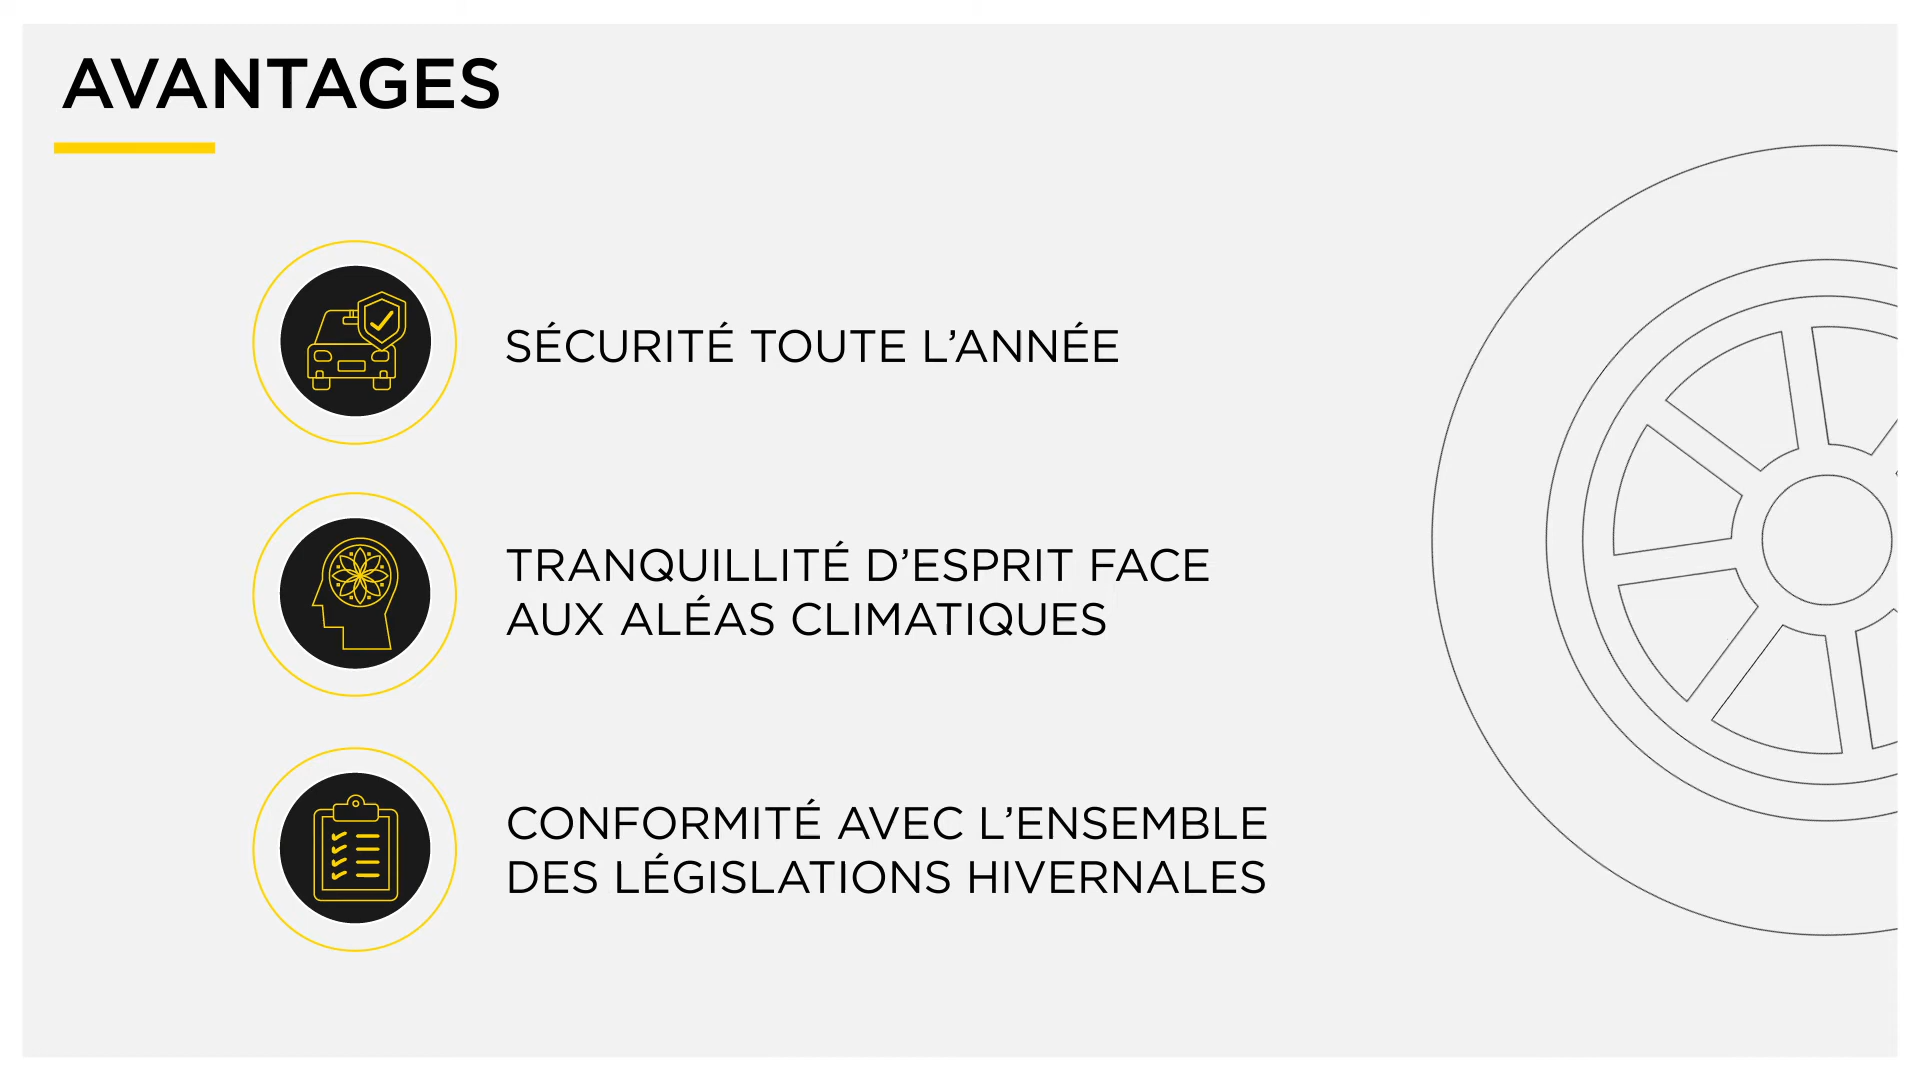 AVANTAGES
SÉCURITÉ TOUTE L’ANNÉE
TRANQUILLITÉ D’ESPRIT FACE
AUX ALÉAS CLIMATIQUES
CONFORMITÉ AVEC L’ENSEMBLE
DES LÉGISLATIONS HIVERNALES